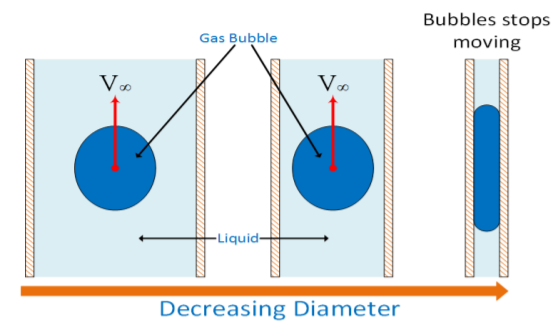 Bubbles stops
moving
Gas Bubble
V∞
V∞
Liquid
Decreasing Diameter